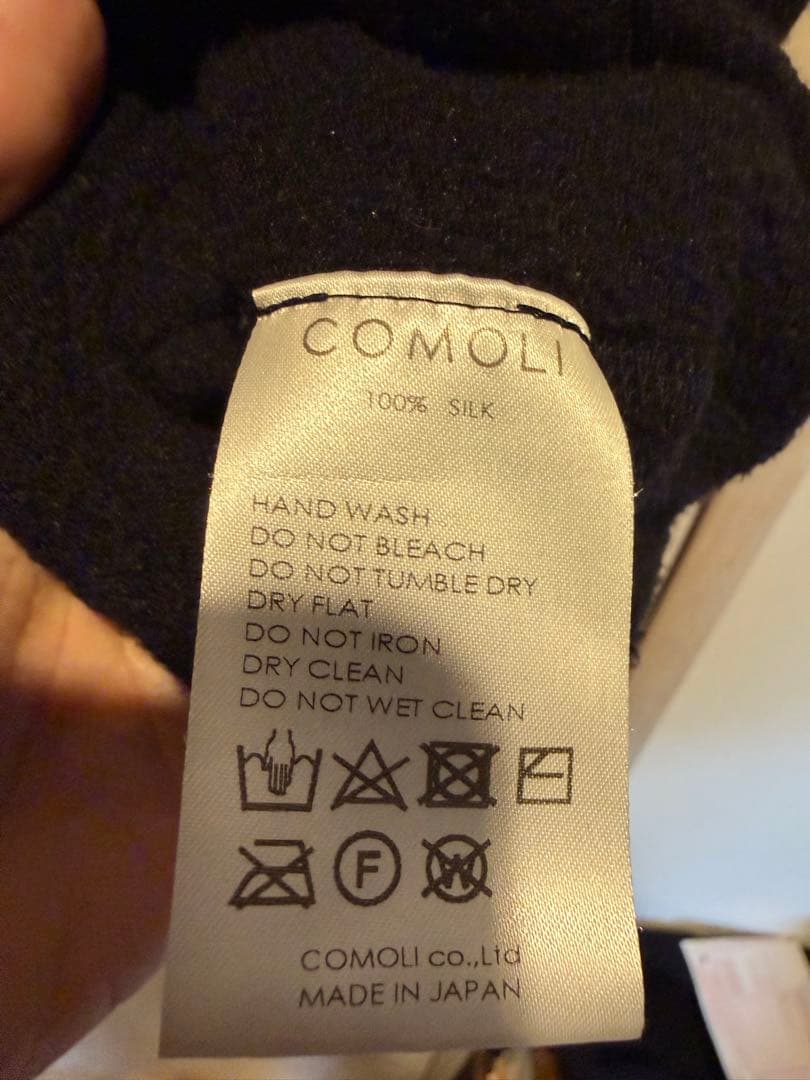 COMOLI
100% SILK
HAND WASH
DO NOT BLEACH
DO NOT TUMBLE DRY
DRY FLAT
DO NOT IRON
DRY CLEAN
DO NOT WET CLEAN
F
W
COMOLI co.,Ltd
MADE IN JAPAN